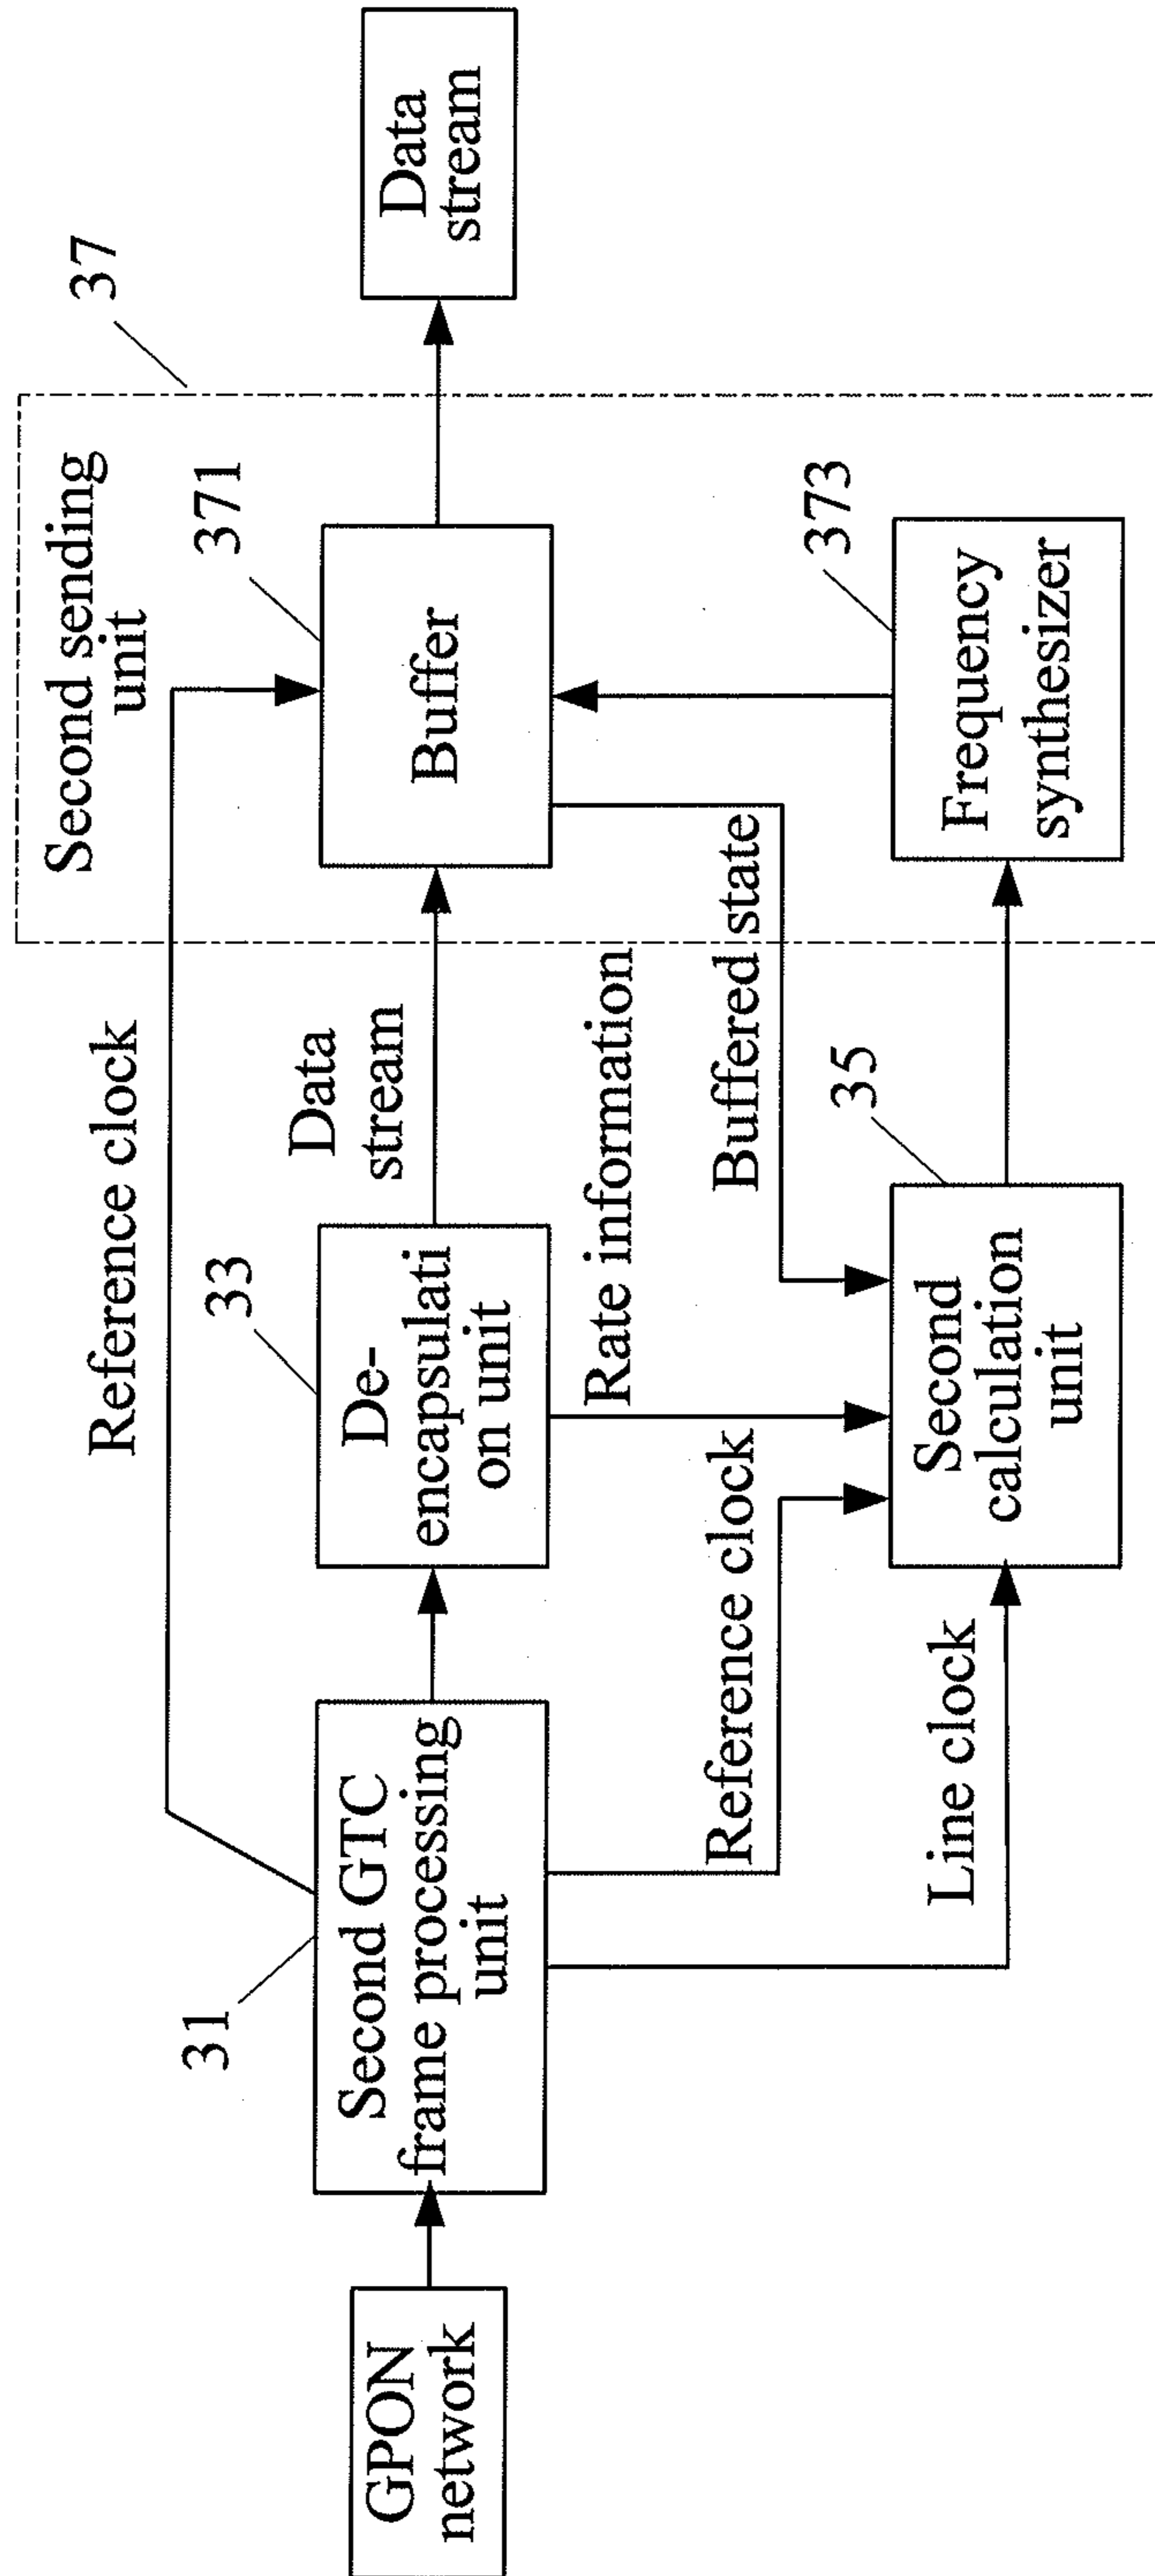 GPON
network
31
Second GTC
frame processing
unit
Reference clock
33
De-
encapsulati
on unit
Data
stream
Rate information
Reference clock
Line clock
Buffered state
35
Second
calculation
unit
Second sending
unit
37
371
Buffer
373
Frequency
synthesizer
Data
stream